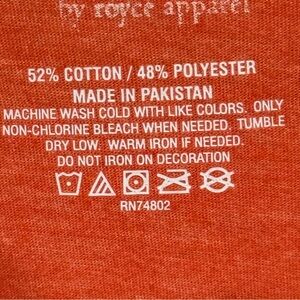 by royce apparel
52% COTTON / 48% POLYESTER
MADE IN PAKISTAN
MACHINE WASH COLD WITH LIKE COLORS. ONLY
NON-CHLORINE BLEACH WHEN NEEDED. TUMBLE
DRY LOW. WARM IRON IF NEEDED.
DO NOT IRON ON DECORATION
RN74802